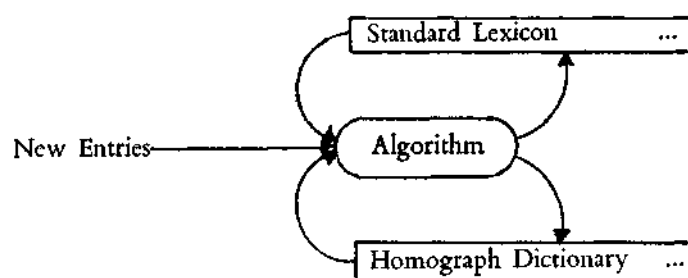 Standard Lexicon ...
New Entries
Algorithm
Homograph Dictionary ...